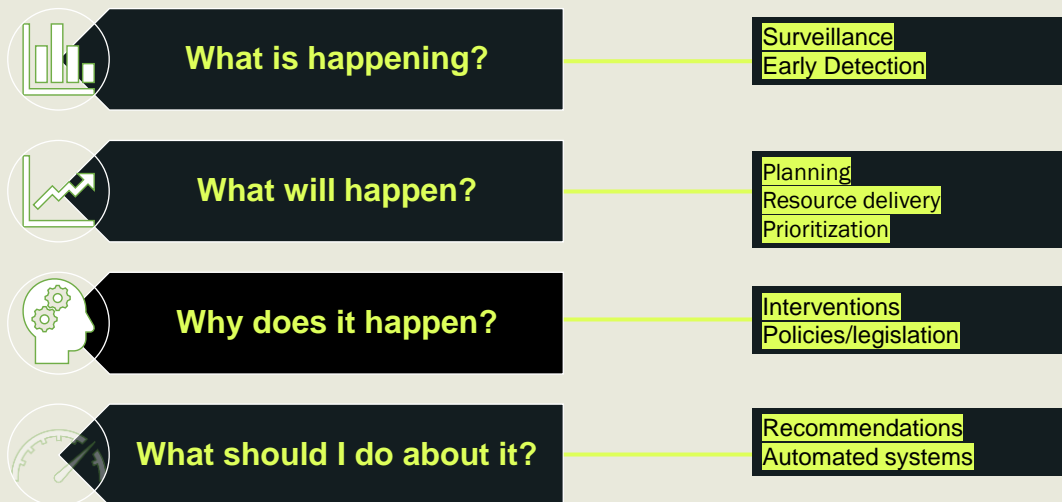 What is happening?
Surveillance
Early Detection
What will happen?
Planning
Resource delivery
Prioritization
Why does it happen?
Interventions
Policies/legislation
What should I do about it?
Recommendations
Automated systems